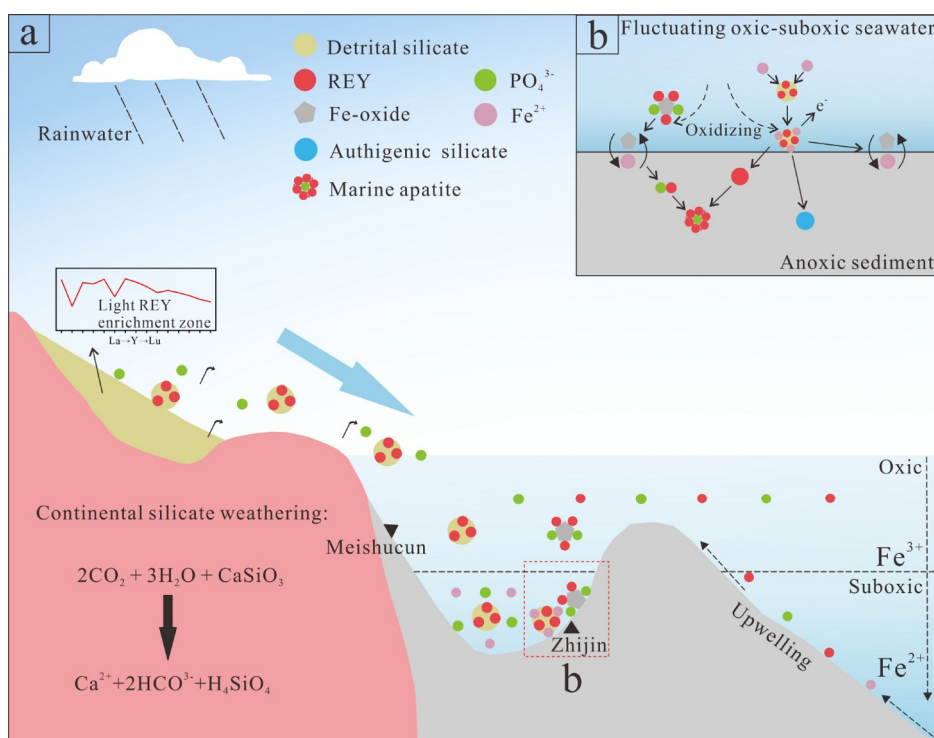 a
Rainwater
Detrital silicate
REY
PO₄³⁻
Fe-oxide
Fe²⁺
Authigenic silicate
Marine apatite
b
Fluctuating oxic-suboxic seawater
e⁻
Oxidizing
Anoxic sediment
Light REY
enrichment zone
La→Y→Lu
Continental silicate weathering:
2CO₂ + 3H₂O + CaSiO₃
Ca²⁺+2HCO³⁻+H₄SiO₄
Meishucun
Zhijin
b
Upwelling
Oxic
Fe³⁺
Suboxic
Fe²⁺